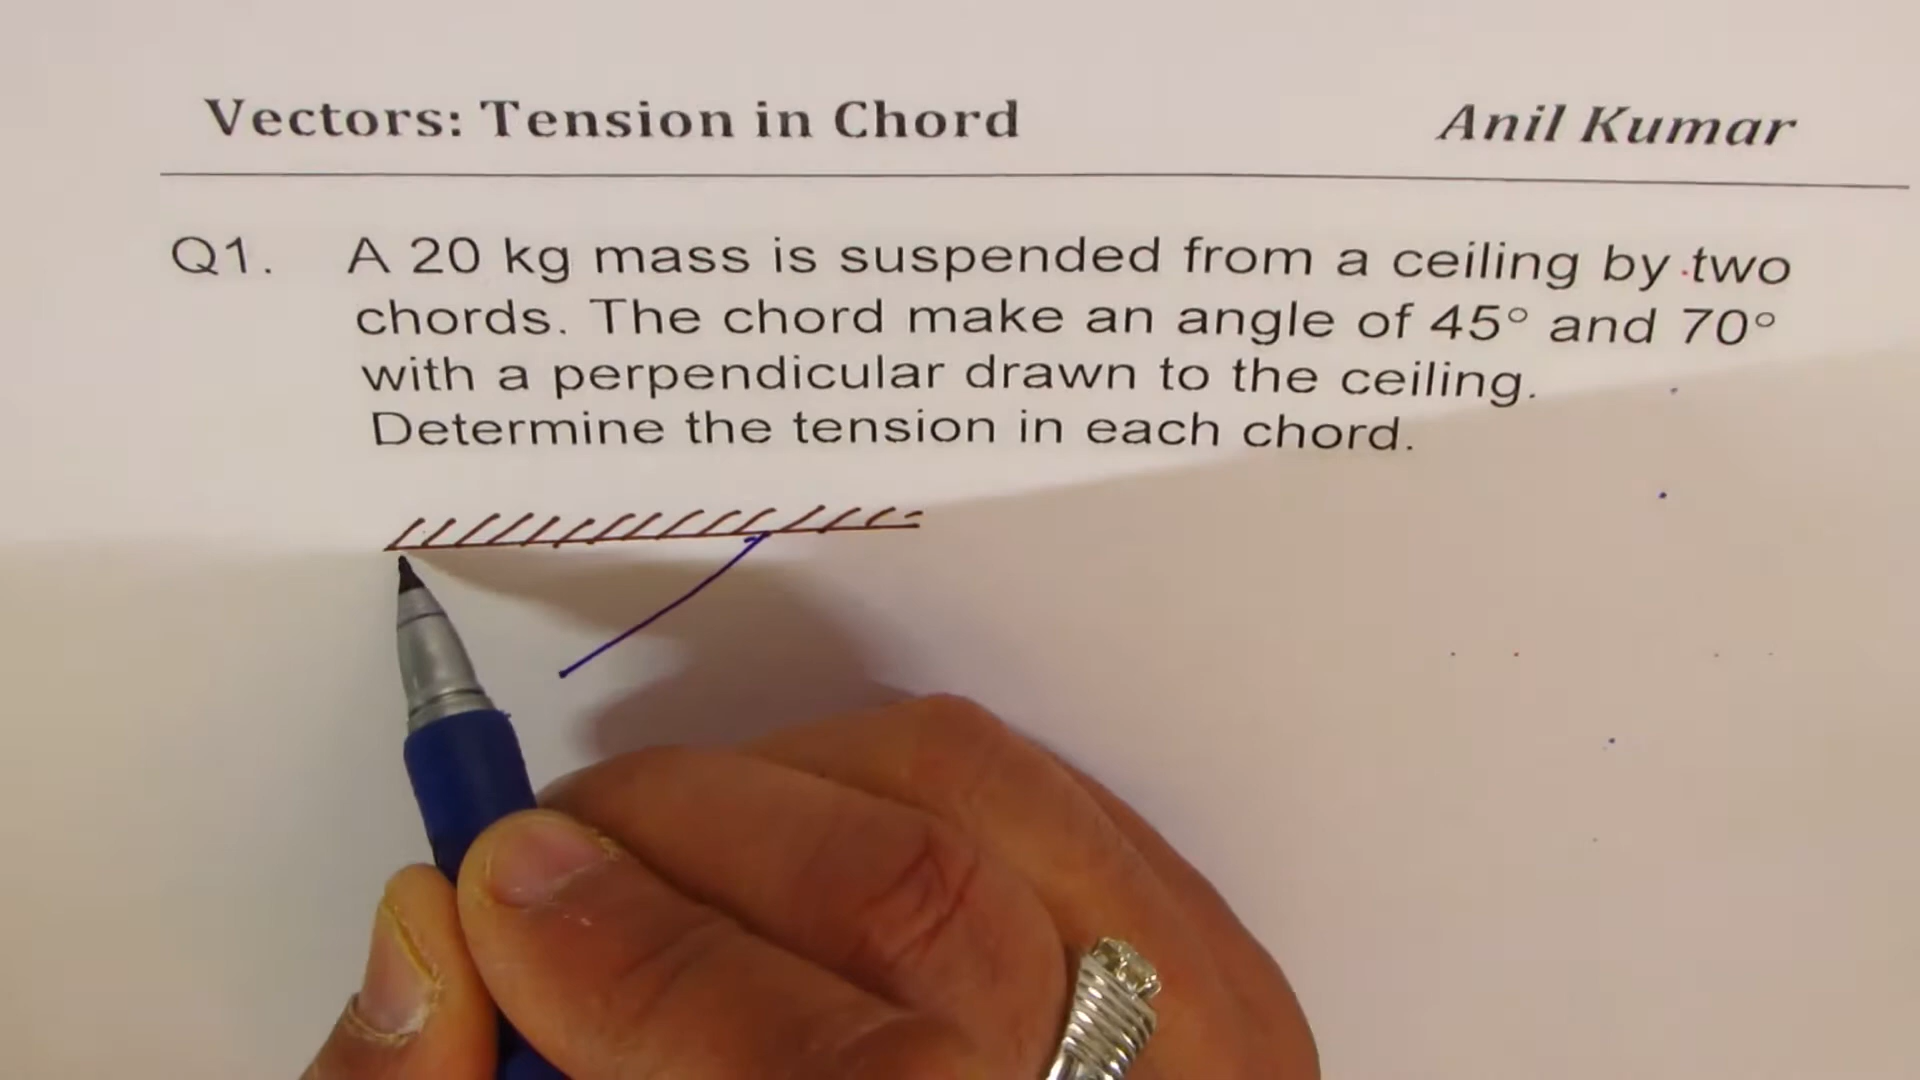 Vectors: Tension in Chord Anil Kumar
Q1. A 20 kg mass is suspended from a ceiling by two
chords. The chord make an angle of 45° and 70°
with a perpendicular drawn to the ceiling.
Determine the tension in each chord.